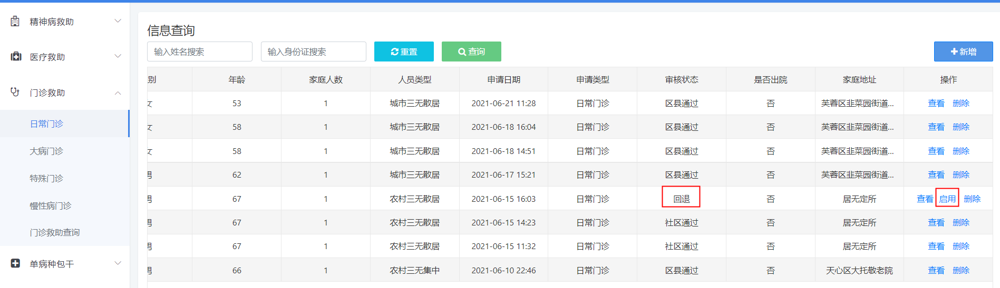 精神病救助
医疗救助
门诊救助
日常门诊
大病门诊
特殊门诊
慢性病门诊
门诊救助查询
单病种包干
信息查询
输入姓名搜索 输入身份证搜索 重置 查询 新增
别 年龄 家庭人数 人员类型 申请日期 申请类型 审核状态 是否出院 家庭地址 操作
女 53 1 城市三无散居 2021-06-21 11:28 日常门诊 区县通过 否 芙蓉区韭菜园街道... 查看 删除
女 58 1 城市三无散居 2021-06-18 16:04 日常门诊 区县通过 否 芙蓉区韭菜园街道... 查看 删除
女 58 1 城市三无散居 2021-06-18 14:51 日常门诊 区县通过 否 芙蓉区韭菜园街道... 查看 删除
男 62 1 城市三无散居 2021-06-17 15:21 日常门诊 区县通过 否 芙蓉区韭菜园街道... 查看 删除
男 67 1 农村三无散居 2021-06-15 16:03 日常门诊 回退 否 居无定所 查看 启用 删除
男 67 1 农村三无散居 2021-06-15 14:23 日常门诊 社区通过 否 居无定所 查看 删除
男 67 1 农村三无散居 2021-06-15 11:32 日常门诊 社区通过 否 居无定所 查看 删除
男 66 1 农村三无集中 2021-06-10 22:46 日常门诊 区县通过 否 天心区大托敬老院 查看 删除